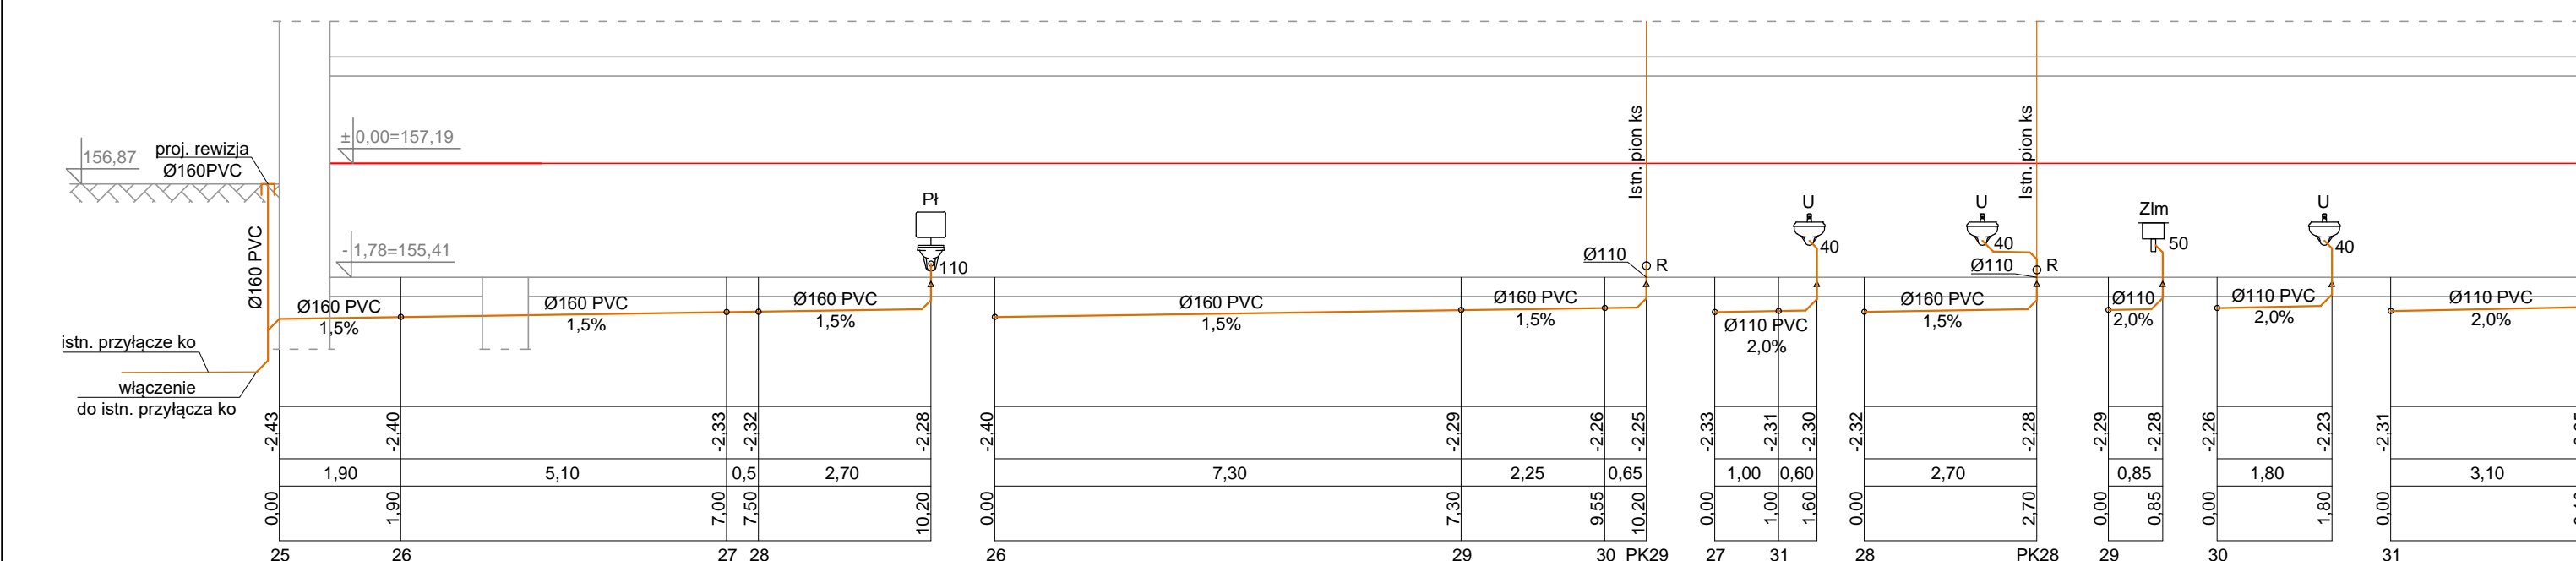 ±0,00=157,19
156,87
proj. rewizja
Ø160PVC
-1,78=155,41
Ø160 PVC
istn. przyłącze ko
włączenie
do istn. przyłącza ko
Pł
110
Istn. pion ks
Ø110
R
U
40
U
40
Istn. pion ks
Ø110
R
Zlm
50
U
40
Ø160 PVC
1,5%
Ø160 PVC
1,5%
Ø160 PVC
1,5%
Ø160 PVC
1,5%
Ø160 PVC
1,5%
Ø110 PVC
2,0%
Ø160 PVC
1,5%
Ø110
2,0%
Ø110 PVC
2,0%
Ø110 PVC
2,0%
-2,43 -2,40 -2,33 -2,32 -2,28 -2,40 -2,29 -2,26 -2,25 -2,33 -2,31 -2,30 -2,32 -2,28 -2,29 -2,28 -2,26 -2,23 -2,31
1,90 5,10 0,5 2,70 7,30 2,25 0,65 1,00 0,60 2,70 0,85 1,80 3,10
0,00 1,90 7,00 7,50 10,20 0,00 7,30 9,55 10,20 0,00 1,00 1,60 0,00 2,70 0,00 0,85 0,00 1,80 0,00
25 26 27 28 26 29 30 PK29 27 31 28 PK28 29 30 31